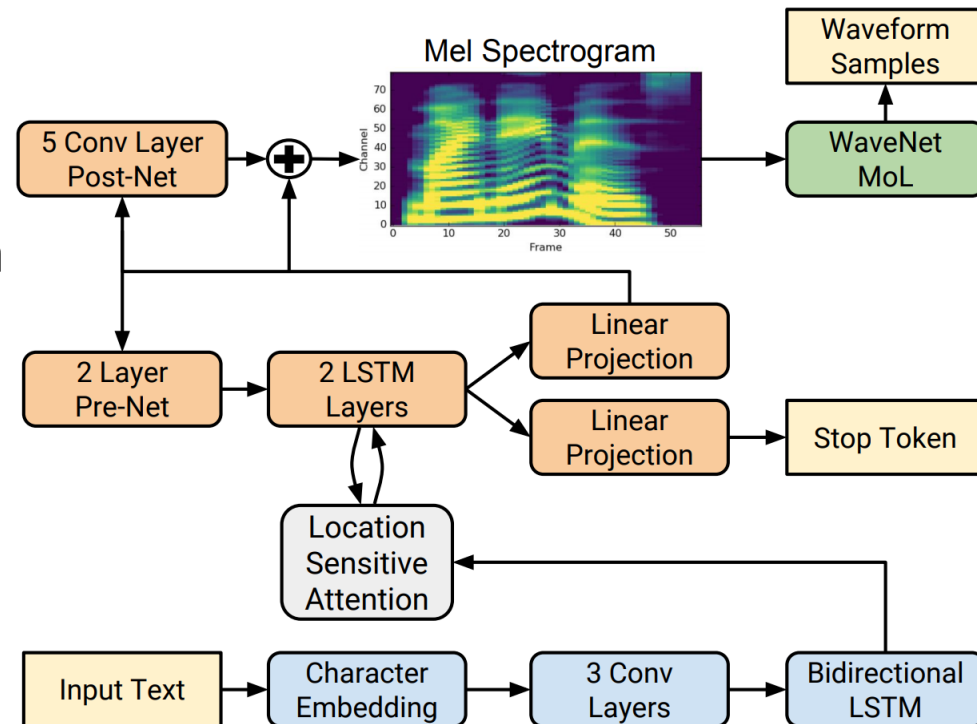 Waveform
Samples
Mel Spectrogram
70
60
50
40
30
20
10
0
Channel
0 10 20 30 40 50
Frame
5 Conv Layer
Post-Net
WaveNet
MoL
Linear
Projection
2 Layer
Pre-Net
2 LSTM
Layers
Linear
Projection
Stop Token
Location
Sensitive
Attention
Input Text
Character
Embedding
3 Conv
Layers
Bidirectional
LSTM